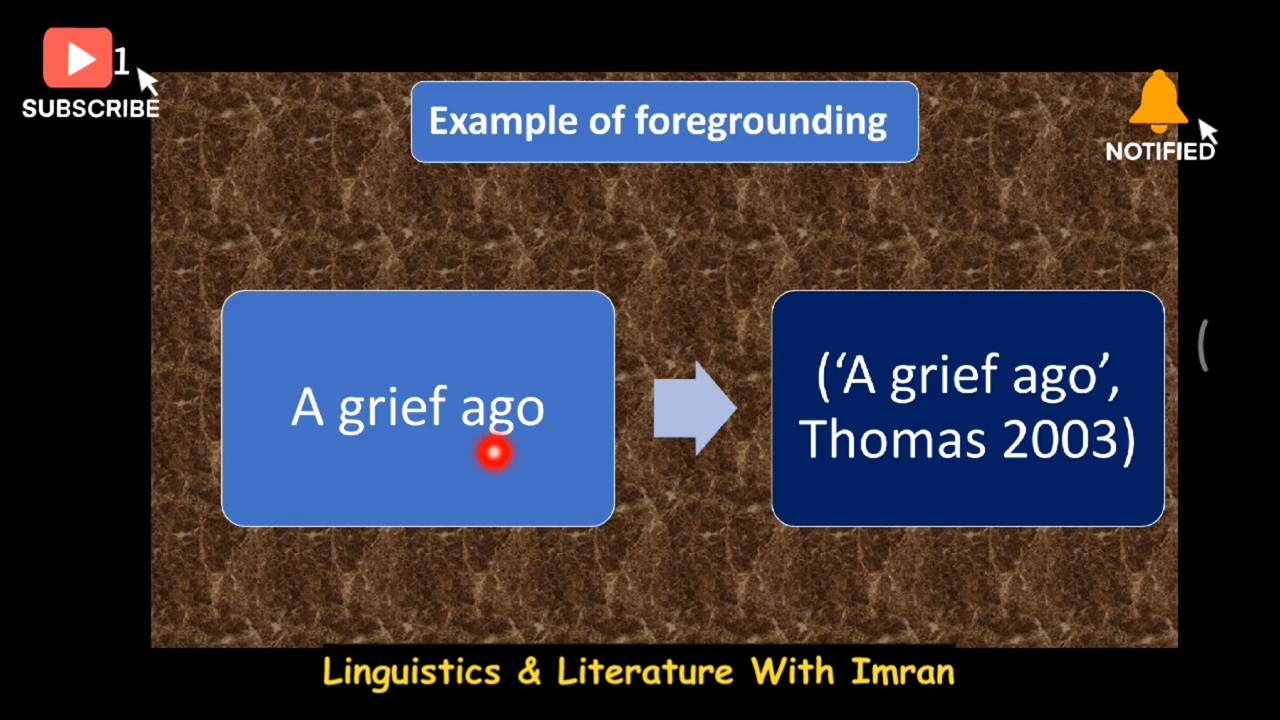 1
SUBSCRIBE
Example of foregrounding
NOTIFIED
A grief ago
(‘A grief ago’,
Thomas 2003)
Linguistics & Literature With Imran